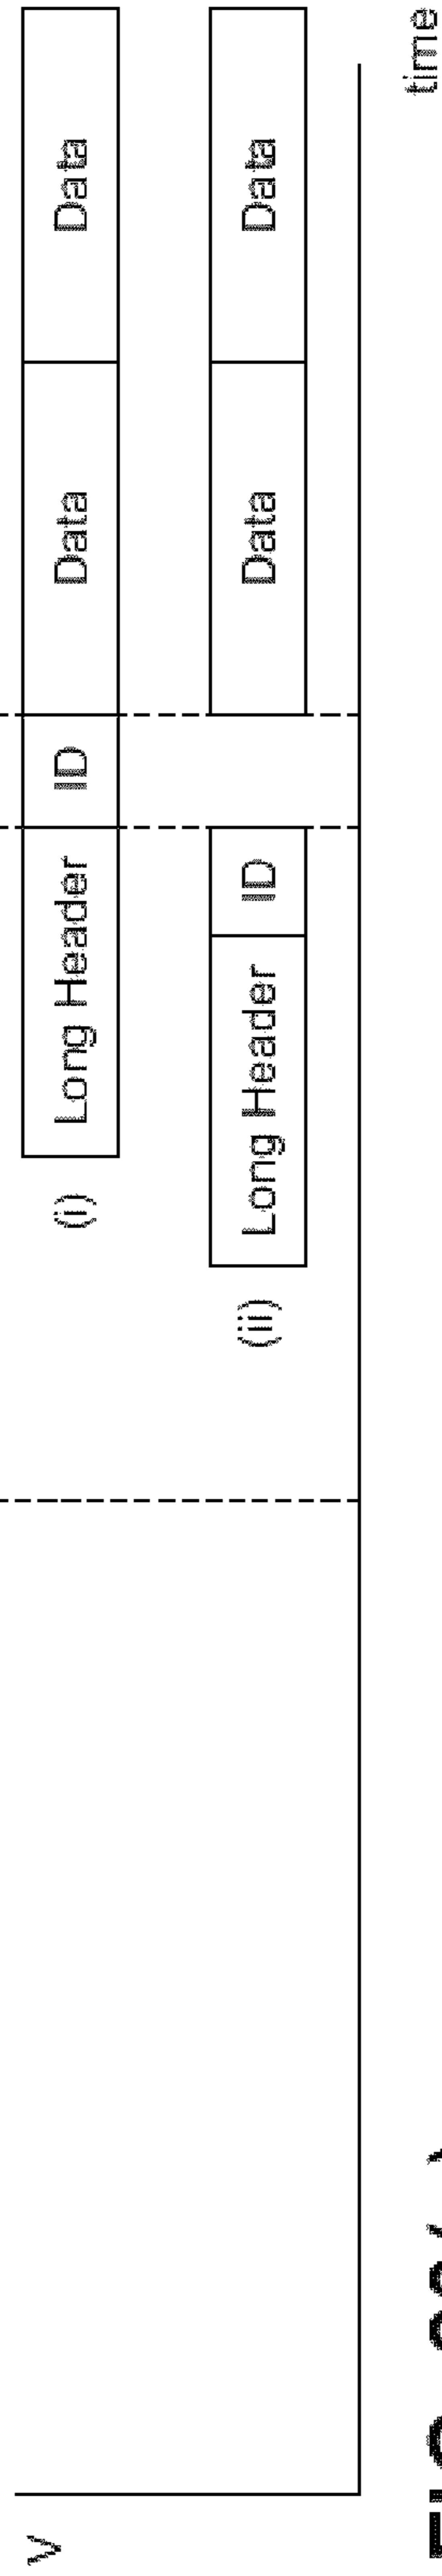 V
(i) Long Header ID Data Data
(ii) Long Header ID Data Data
time